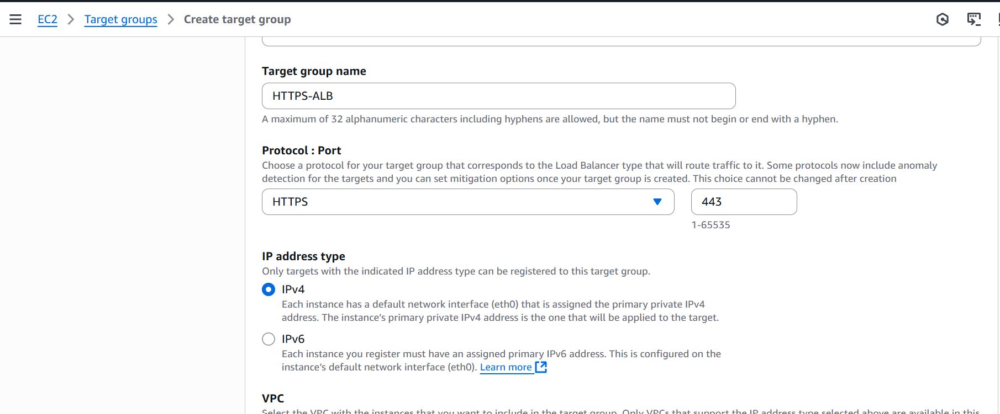 EC2 > Target groups > Create target group
Target group name
HTTPS-ALB
A maximum of 32 alphanumeric characters including hyphens are allowed, but the name must not begin or end with a hyphen.
Protocol : Port
Choose a protocol for your target group that corresponds to the Load Balancer type that will route traffic to it. Some protocols now include anomaly
detection for the targets and you can set mitigation options once your target group is created. This choice cannot be changed after creation
HTTPS 443
1-65535
IP address type
Only targets with the indicated IP address type can be registered to this target group.
IPv4
Each instance has a default network interface (eth0) that is assigned the primary private IPv4
address. The instance’s primary private IPv4 address is the one that will be applied to the target.
IPv6
Each instance you register must have an assigned primary IPv6 address. This is configured on the
instance’s default network interface (eth0). Learn more
VPC
Select the VPC with the instances that you want to include in the target group. Only VPCs that support the IP address type selected above are available in this